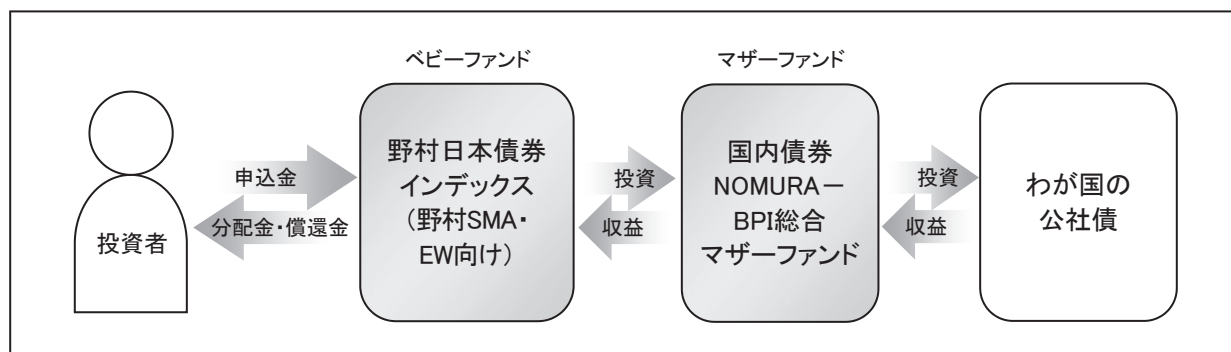 ベビーファンド
マザーファンド
投資者
申込金
分配金・償還金
野村日本債券
インデックス
（野村SMA・
EW向け）
投資
収益
国内債券
NOMURA－
BPI総合
マザーファンド
投資
収益
わが国の
公社債